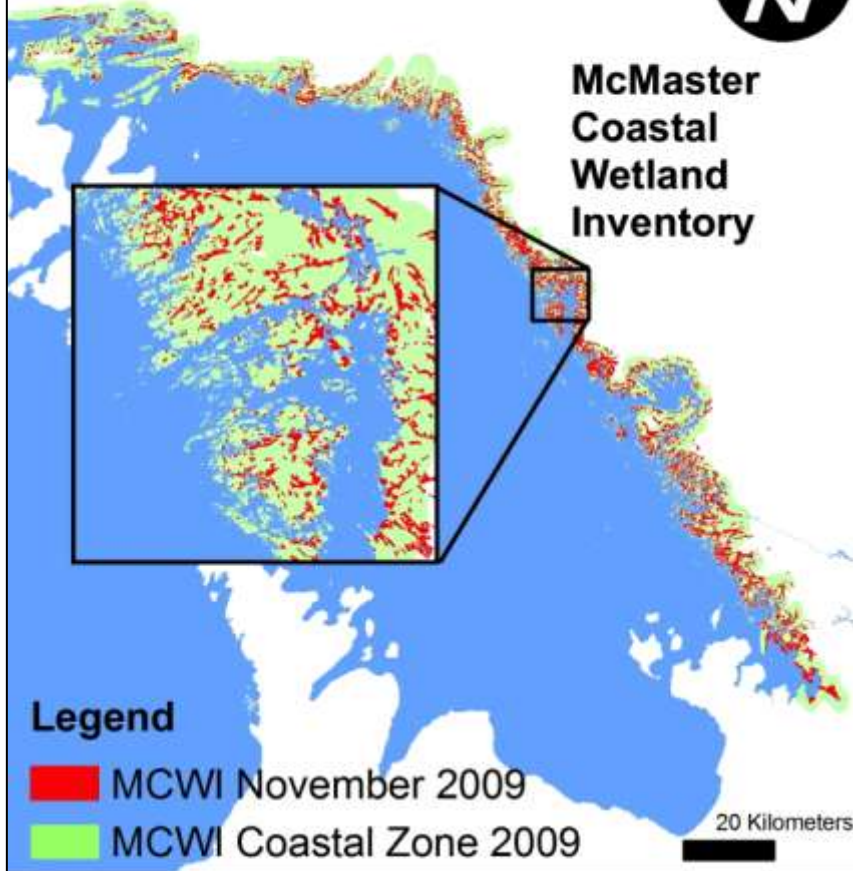 N
McMaster
Coastal
Wetland
Inventory
Legend
MCWI November 2009
MCWI Coastal Zone 2009
20 Kilometers